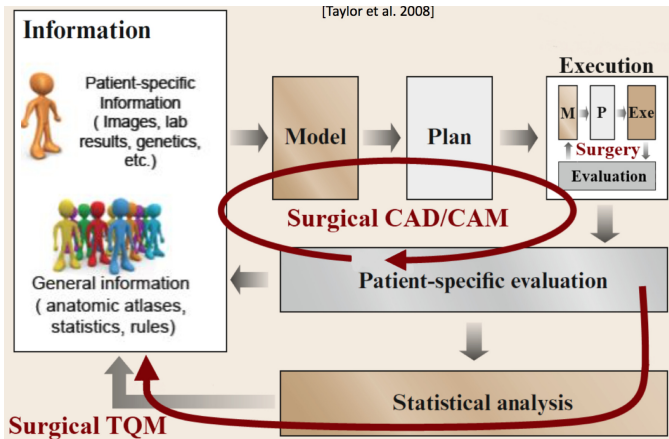 [Taylor et al. 2008]
Information
Patient-specific
Information
( Images, lab
results, genetics,
etc.)
General information
( anatomic atlases,
statistics, rules)
Model
Plan
Execution
M
P
Exe
Surgery
Evaluation
Surgical CAD/CAM
Patient-specific evaluation
Statistical analysis
Surgical TQM